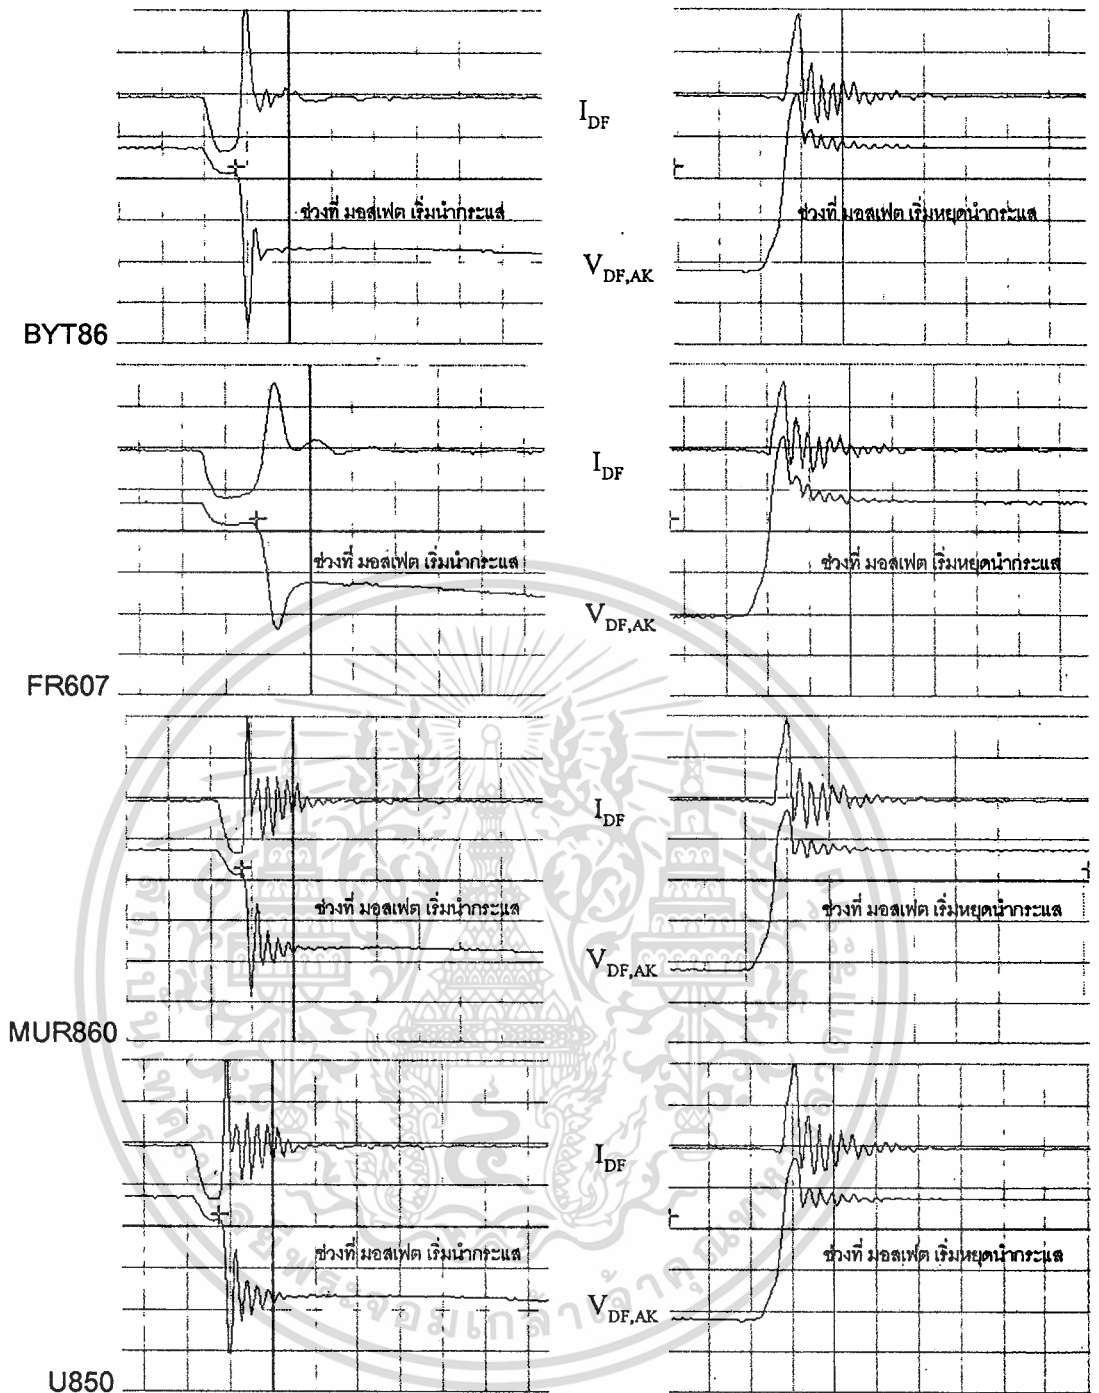 I_DF
ช่วงที่ มอสเฟต เริ่มนำกระแส
ช่วงที่ มอสเฟต เริ่มหยุดนำกระแส
V_DF,AK
BYT86
I_DF
ช่วงที่ มอสเฟต เริ่มนำกระแส
ช่วงที่ มอสเฟต เริ่มหยุดนำกระแส
V_DF,AK
FR607
I_DF
ช่วงที่ มอสเฟต เริ่มนำกระแส
ช่วงที่ มอสเฟต เริ่มหยุดนำกระแส
V_DF,AK
MUR860
I_DF
ช่วงที่ มอสเฟต เริ่มนำกระแส
ช่วงที่ มอสเฟต เริ่มหยุดนำกระแส
V_DF,AK
U850